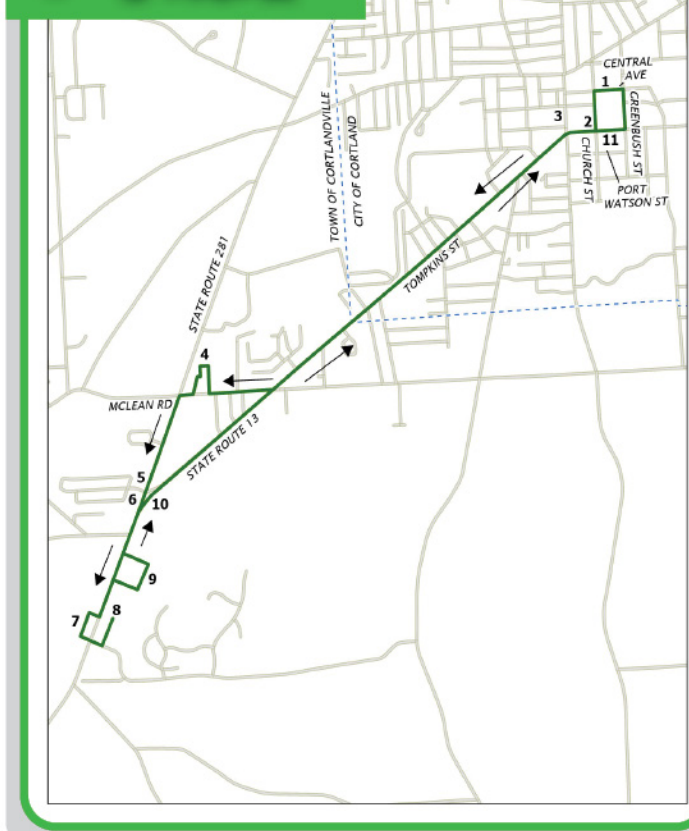 CENTRAL
AVE
1
GREENBUSH ST
3
2
11
CHURCH ST
PORT
WATSON ST
TOWN OF CORTLANDVILLE
CITY OF CORTLAND
TOMPKINS ST
STATE ROUTE 281
4
MCLEAN RD
STATE ROUTE 13
5
6
10
9
8
7